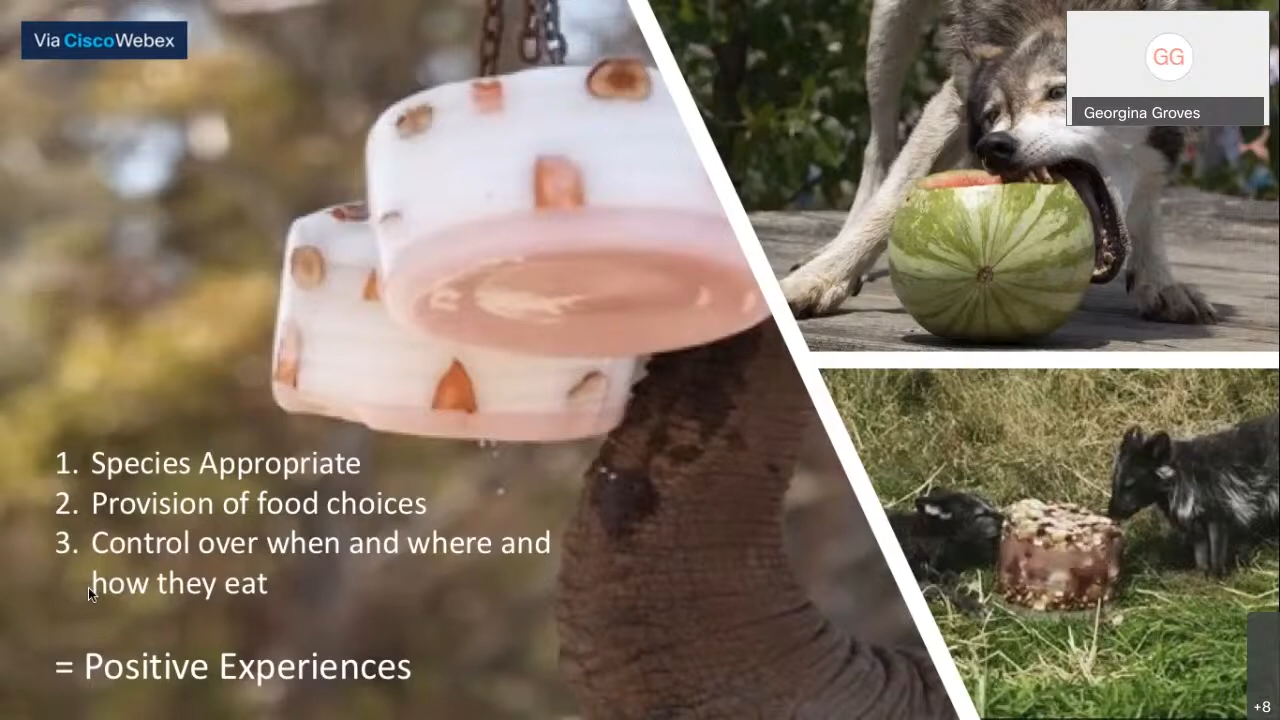 Via CiscoWebex
GG
Georgina Groves
1. Species Appropriate
2. Provision of food choices
3. Control over when and where and
how they eat
= Positive Experiences
+8